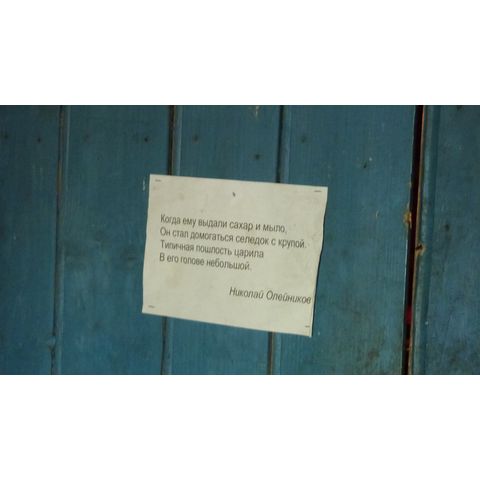 Когда ему выдали сахар и мыло,
Он стал домогаться селедок с крупой.
Типичная пошлость царила
В его голове небольшой.
Николай Олейников